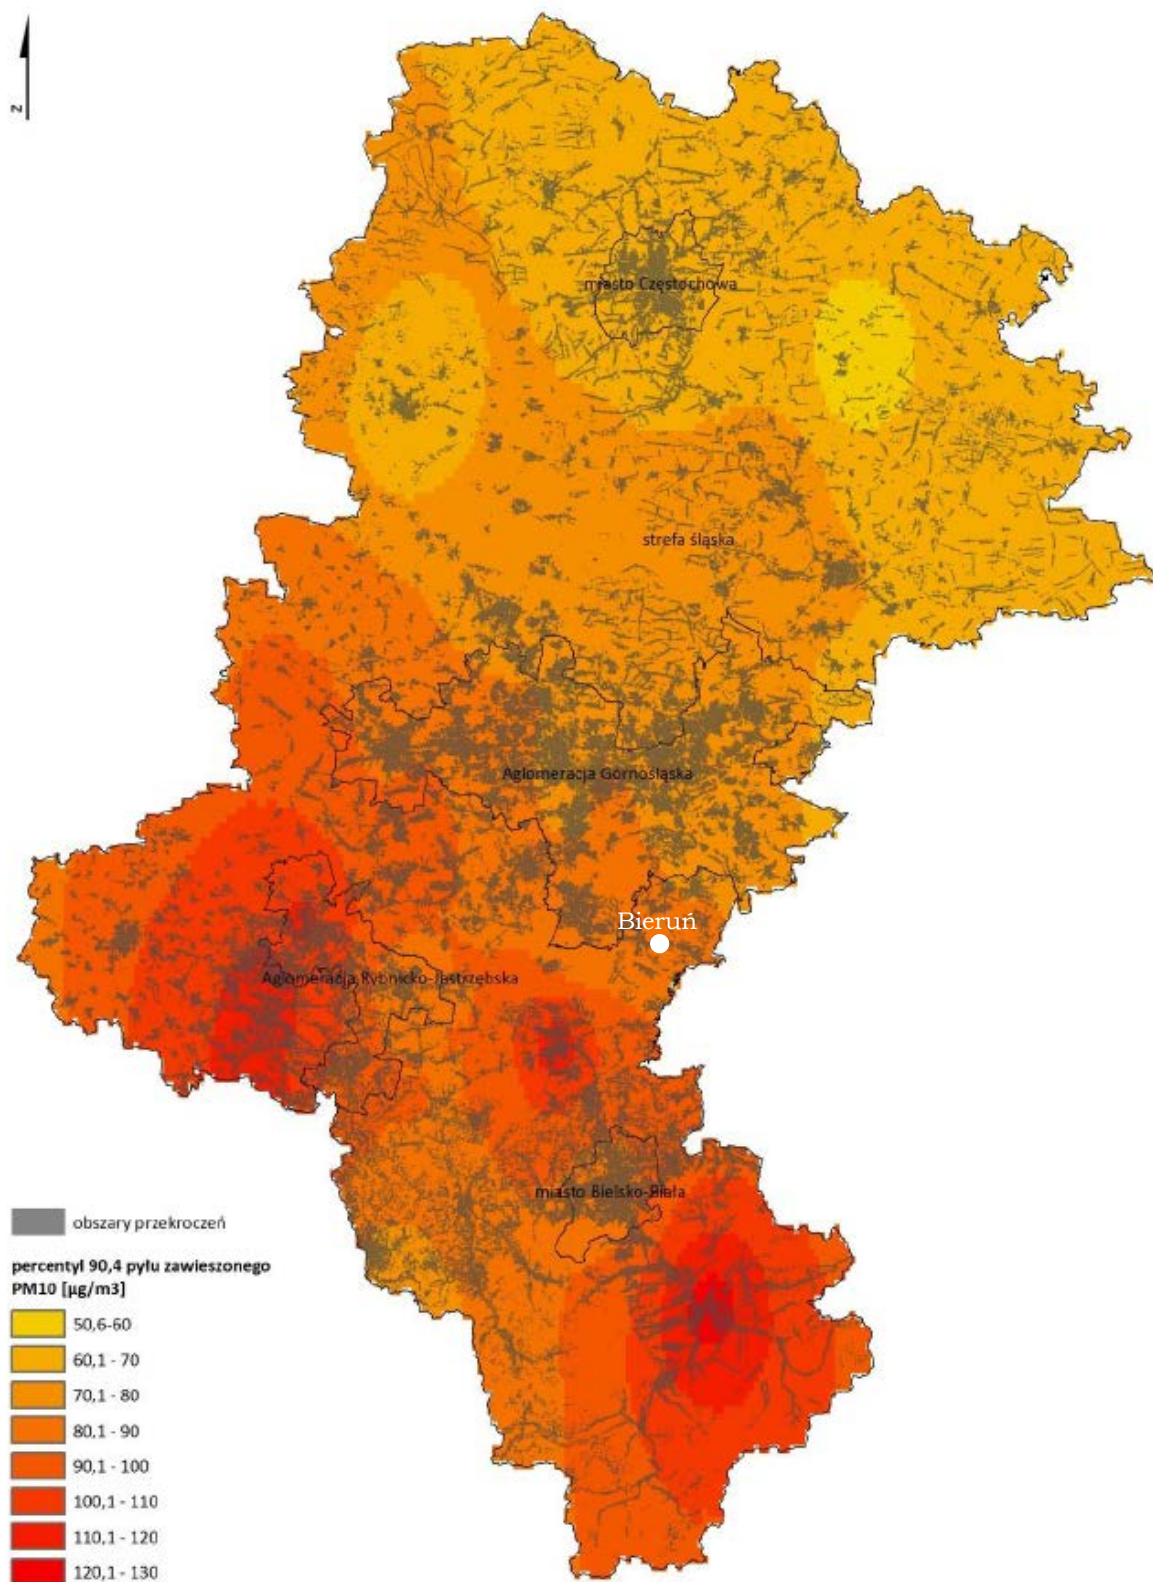 N
miasto Częstochowa
strefa śląska
Aglomeracja Górnośląska
Bieruń
Aglomeracja Rybnicko-Jastrzębska
miasto Bielsko-Biała
obszary przekroczeń
percentyl 90,4 pyłu zawieszonego
PM10 [µg/m3]
50,6-60
60,1 - 70
70,1 - 80
80,1 - 90
90,1 - 100
100,1 - 110
110,1 - 120
120,1 - 130